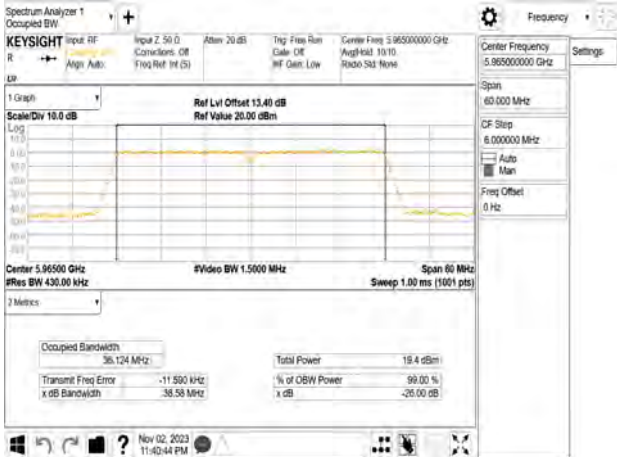 Spectrum Analyzer 1
Occupied BW
Frequency
KEYSIGHT
R
Input: RF
Align: Auto
Input Z: 50 Ω
Corrections: Off
Freq Ref: Int (S)
Atten: 20 dB
Trig: Free Run
Gate: Off
#IF Gain: Low
Center Freq: 5.965000000 GHz
Avg|Hold: 10/10
Radio Std: None
Center Frequency
5.965000000 GHz
Settings
Span
60.000 MHz
CF Step
6.000000 MHz
Auto
Man
Freq Offset
0 Hz
1 Graph
Scale/Div 10.0 dB
Ref Lvl Offset 13.40 dB
Ref Value 20.00 dBm
Log
10.0
0.00
Center 5.96500 GHz
#Video BW 1.5000 MHz
Span 60 MHz
#Res BW 430.00 kHz
Sweep 1.00 ms (1001 pts)
2 Metrics
Occupied Bandwidth
36.124 MHz
Total Power
19.4 dBm
Transmit Freq Error
-11.590 kHz
% of OBW Power
99.00 %
x dB Bandwidth
38.58 MHz
x dB
-26.00 dB
Nov 02, 2023
11:40:44 PM